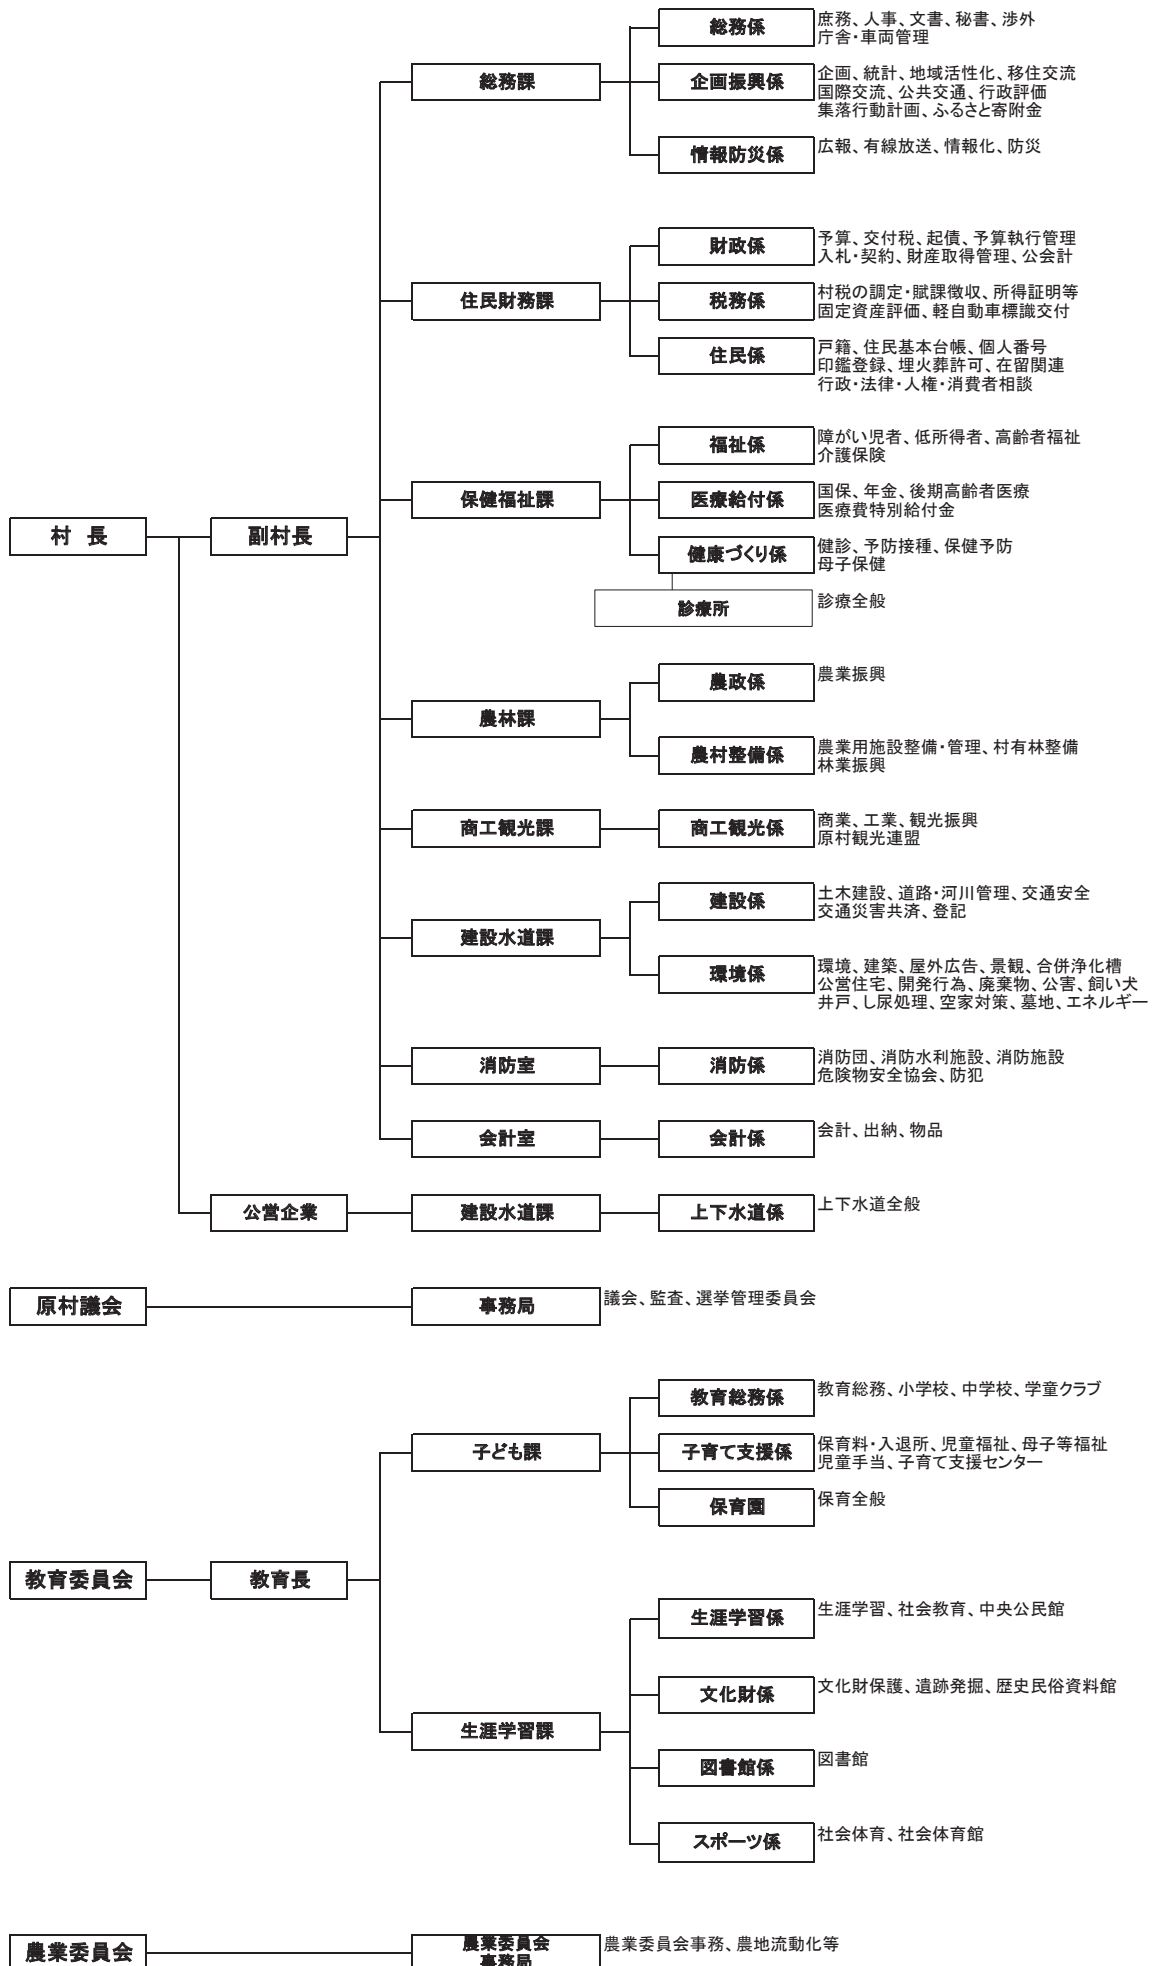 総務係
庶務、人事、文書、秘書、渉外
庁舎・車両管理
総務課
企画振興係
企画、統計、地域活性化、移住交流
国際交流、公共交通、行政評価
集落行動計画、ふるさと寄附金
情報防災係
広報、有線放送、情報化、防災
財政係
予算、交付税、起債、予算執行管理
入札・契約、財産取得管理、公会計
住民財務課
税務係
村税の調定・賦課徴収、所得証明等
固定資産評価、軽自動車標識交付
住民係
戸籍、住民基本台帳、個人番号
印鑑登録、埋火葬許可、在留関連
行政・法律・人権・消費者相談
福祉係
障がい児者、低所得者、高齢者福祉
介護保険
保健福祉課
医療給付係
国保、年金、後期高齢者医療
医療費特別給付金
村 長
副村長
健康づくり係
健診、予防接種、保健予防
母子保健
診療所
診療全般
農政係
農業振興
農林課
農村整備係
農業用施設整備・管理、村有林整備
林業振興
商工観光課
商工観光係
商業、工業、観光振興
原村観光連盟
建設係
土木建設、道路・河川管理、交通安全
交通災害共済、登記
建設水道課
環境係
環境、建築、屋外広告、景観、合併浄化槽
公営住宅、開発行為、廃棄物、公害、飼い犬
井戸、し尿処理、空家対策、墓地、エネルギー
消防室
消防係
消防団、消防水利施設、消防施設
危険物安全協会、防犯
会計室
会計係
会計、出納、物品
公営企業
建設水道課
上下水道係
上下水道全般
原村議会
事務局
議会、監査、選挙管理委員会
教育総務係
教育総務、小学校、中学校、学童クラブ
子ども課
子育て支援係
保育料・入退所、児童福祉、母子等福祉
児童手当、子育て支援センター
保育園
保育全般
教育委員会
教育長
生涯学習係
生涯学習、社会教育、中央公民館
文化財係
文化財保護、遺跡発掘、歴史民俗資料館
生涯学習課
図書館係
図書館
スポーツ係
社会体育、社会体育館
農業委員会
農業委員会
事務局
農業委員会事務、農地流動化等